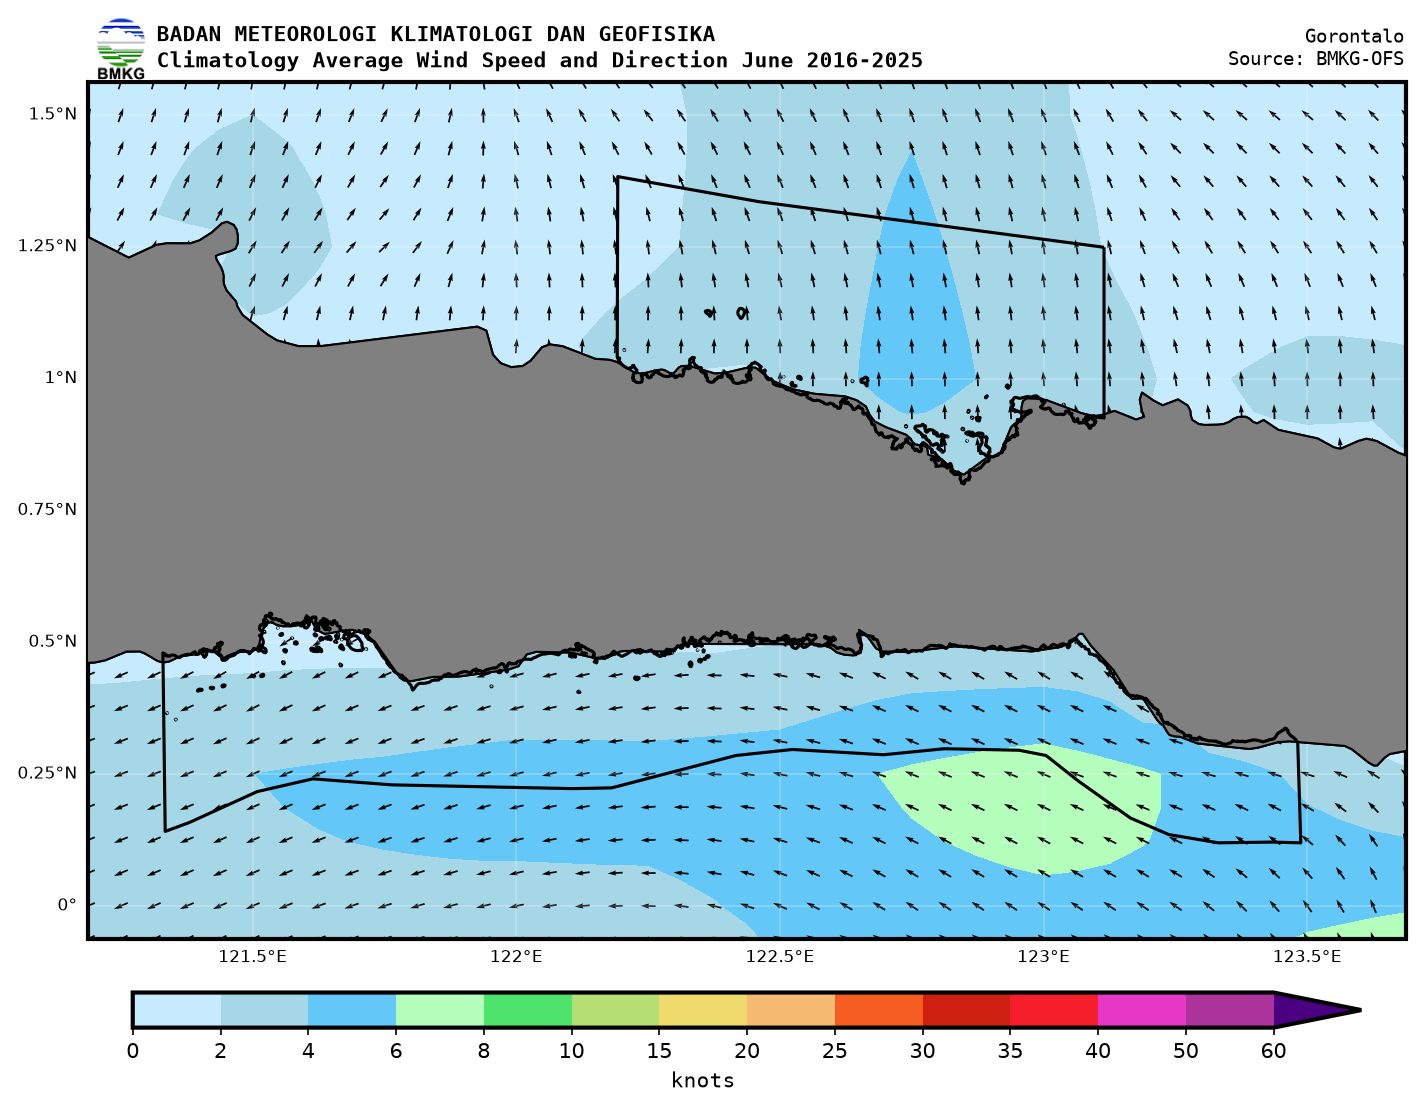 BADAN METEOROLOGI KLIMATOLOGI DAN GEOFISIKA
Climatology Average Wind Speed and Direction June 2016-2025
BMKG
Gorontalo
Source: BMKG-OFS
1.5°N
1.25°N
1°N
0.75°N
0.5°N
0.25°N
0°
121.5°E 122°E 122.5°E 123°E 123.5°E
0 2 4 6 8 10 15 20 25 30 35 40 50 60
knots